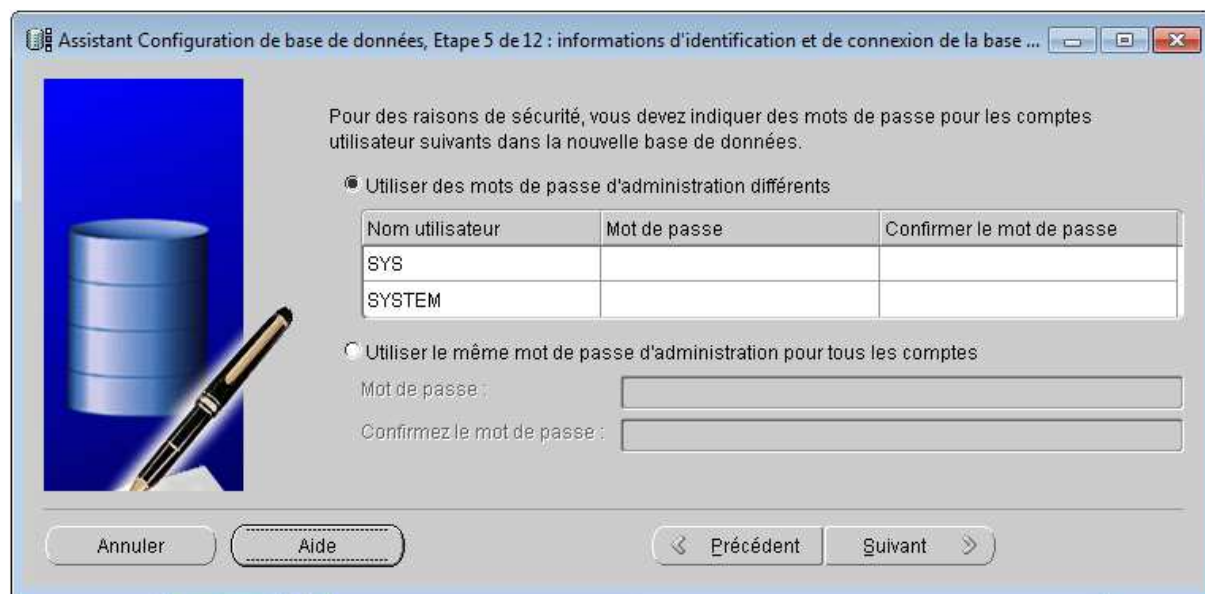 Assistant Configuration de base de données, Etape 5 de 12 : informations d'identification et de connexion de la base ...
Pour des raisons de sécurité, vous devez indiquer des mots de passe pour les comptes
utilisateur suivants dans la nouvelle base de données.
Utiliser des mots de passe d'administration différents
Nom utilisateur Mot de passe Confirmer le mot de passe
SYS
SYSTEM
Utiliser le même mot de passe d'administration pour tous les comptes
Mot de passe :
Confirmez le mot de passe :
Annuler Aide Précédent Suivant